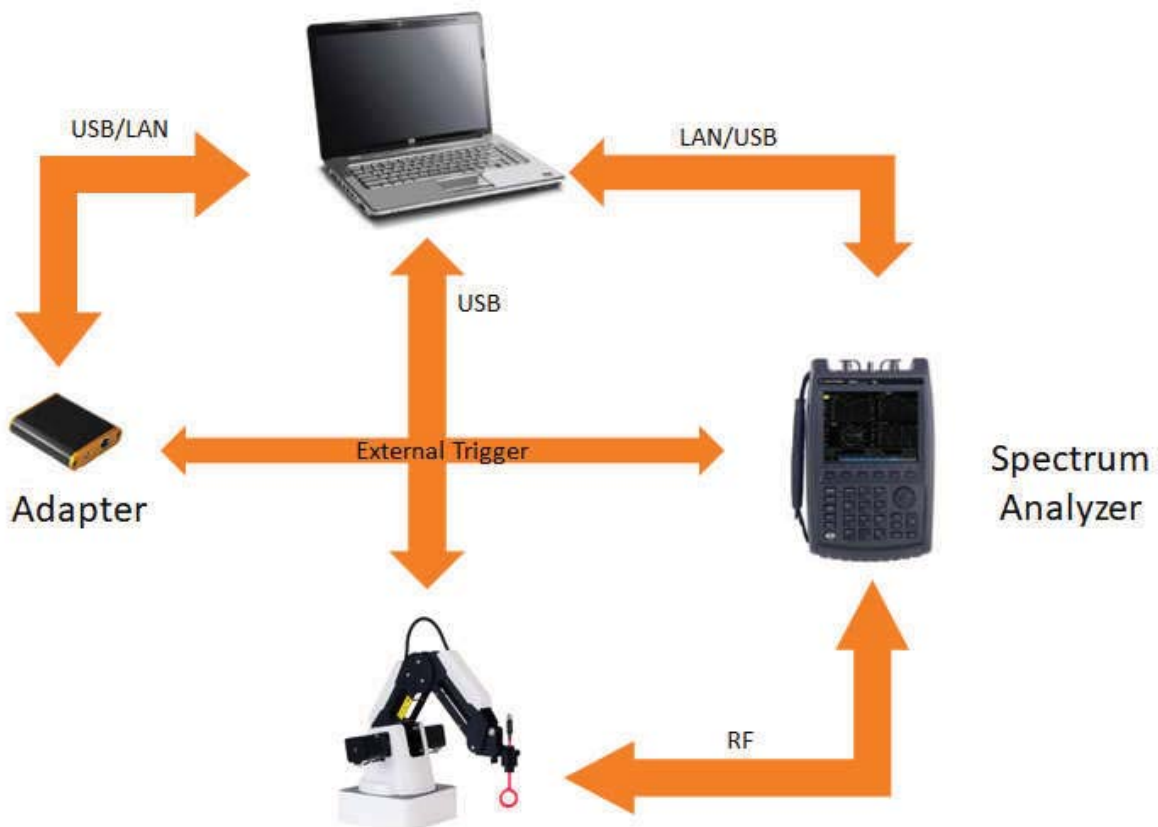 USB/LAN
LAN/USB
USB
External Trigger
Adapter
Spectrum
Analyzer
RF